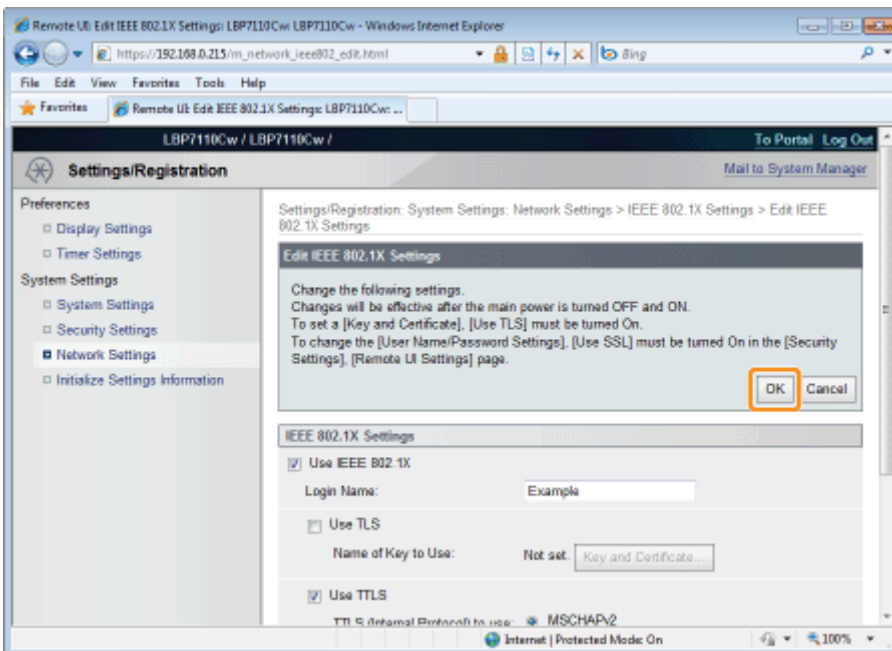 Remote UI: Edit IEEE 802.1X Settings: LBP7110Cw: LBP7110Cw - Windows Internet Explorer
https://192.168.0.215/m_network_ieee802_edit.html
Bing
File Edit View Favorites Tools Help
Favorites
Remote UI: Edit IEEE 802.1X Settings: LBP7110Cw: ...
LBP7110Cw / LBP7110Cw /
To Portal Log Out
Settings/Registration
Mail to System Manager
Preferences
Display Settings
Timer Settings
System Settings
System Settings
Security Settings
Network Settings
Initialize Settings Information
Settings/Registration: System Settings: Network Settings > IEEE 802.1X Settings > Edit IEEE
802.1X Settings
Edit IEEE 802.1X Settings
Change the following settings.
Changes will be effective after the main power is turned OFF and ON.
To set a [Key and Certificate], [Use TLS] must be turned On.
To change the [User Name/Password Settings], [Use SSL] must be turned On in the [Security
Settings], [Remote UI Settings] page.
OK Cancel
IEEE 802.1X Settings
Use IEEE 802.1X
Login Name: Example
Use TLS
Name of Key to Use: Not set. Key and Certificate...
Use TTLS
TTLS (Internal Protocol) to use: MSCHAPv2
Internet | Protected Mode: On
100%